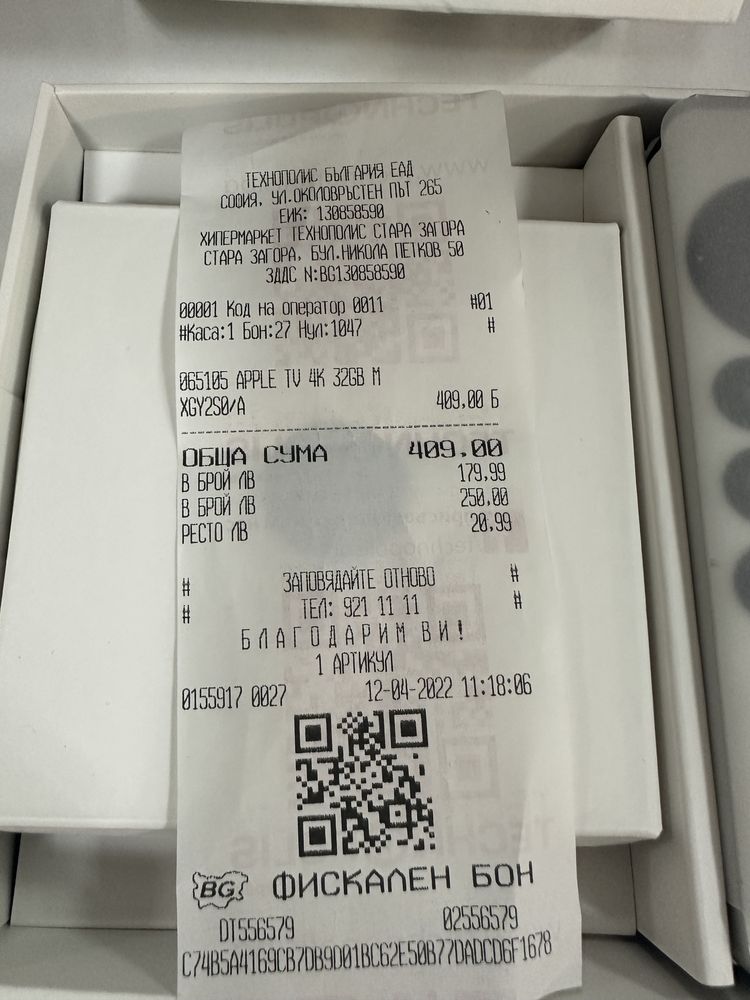 ТЕХНОПОЛИС БЪЛГАРИЯ ЕАД
СОФИЯ, УЛ.ОКОЛОВРЪСТЕН ПЪТ 265
ЕИК: 130858590
ХИПЕРМАРКЕТ ТЕХНОПОЛИС СТАРА ЗАГОРА
СТАРА ЗАГОРА, БУЛ.НИКОЛА ПЕТКОВ 50
ЗДДС N:BG130858590
00001 Код на оператор 0011 #01
#Каса:1 Бон:27 Нул:1047 #
065105 APPLE TV 4K 32GB M
XGY2S0/A 409,00 Б
ОБЩА СУМА 409,00
В БРОЙ ЛВ 179,99
В БРОЙ ЛВ 250,00
РЕСТО ЛВ 20,99
# ЗАПОВЯДАЙТЕ ОТНОВО #
# ТЕЛ: 921 11 11 #
БЛАГОДАРИМ ВИ!
1 АРТИКУЛ
0155917 0027 12-04-2022 11:18:06
BG ФИСКАЛЕН БОН
DT556579 02556579
C74B5A4169CB7DB9D01BC62E50B77DADCD6F1678